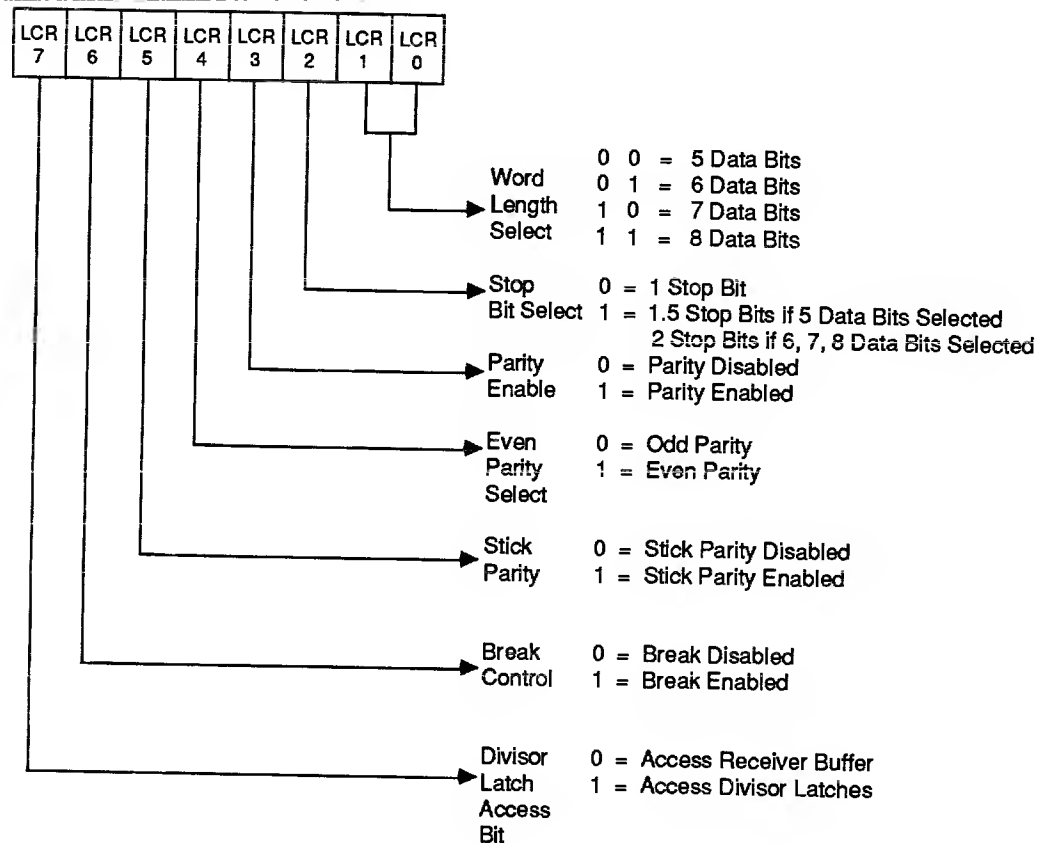 LCR LCR LCR LCR LCR LCR LCR LCR
7 6 5 4 3 2 1 0
Word Length Select
0 0 = 5 Data Bits
0 1 = 6 Data Bits
1 0 = 7 Data Bits
1 1 = 8 Data Bits
Stop Bit Select
0 = 1 Stop Bit
1 = 1.5 Stop Bits if 5 Data Bits Selected
2 Stop Bits if 6, 7, 8 Data Bits Selected
Parity Enable
0 = Parity Disabled
1 = Parity Enabled
Even Parity Select
0 = Odd Parity
1 = Even Parity
Stick Parity
0 = Stick Parity Disabled
1 = Stick Parity Enabled
Break Control
0 = Break Disabled
1 = Break Enabled
Divisor Latch Access Bit
0 = Access Receiver Buffer
1 = Access Divisor Latches